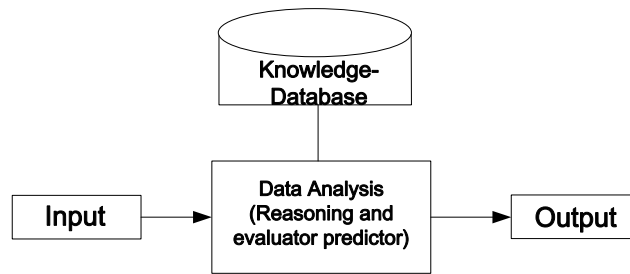 Knowledge-
Database
Input
Data Analysis
(Reasoning and
evaluator predictor)
Output